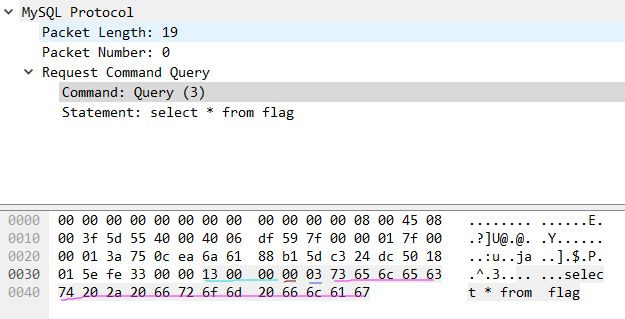 MySQL Protocol
Packet Length: 19
Packet Number: 0
Request Command Query
Command: Query (3)
Statement: select * from flag
0000 00 00 00 00 00 00 00 00 00 00 00 00 08 00 45 08 ........ ......E.
0010 00 3f 5d 55 40 00 40 06 df 59 7f 00 00 01 7f 00 .?]U@.@. .Y......
0020 00 01 3a 75 0c ea 6a 61 88 b1 5d c3 24 dc 50 18 ..:u..ja ..].$.P.
0030 01 5e fe 33 00 00 13 00 00 00 03 73 65 6c 65 63 .^.3.... ...selec
0040 74 20 2a 20 66 72 6f 6d 20 66 6c 61 67 t * from flag